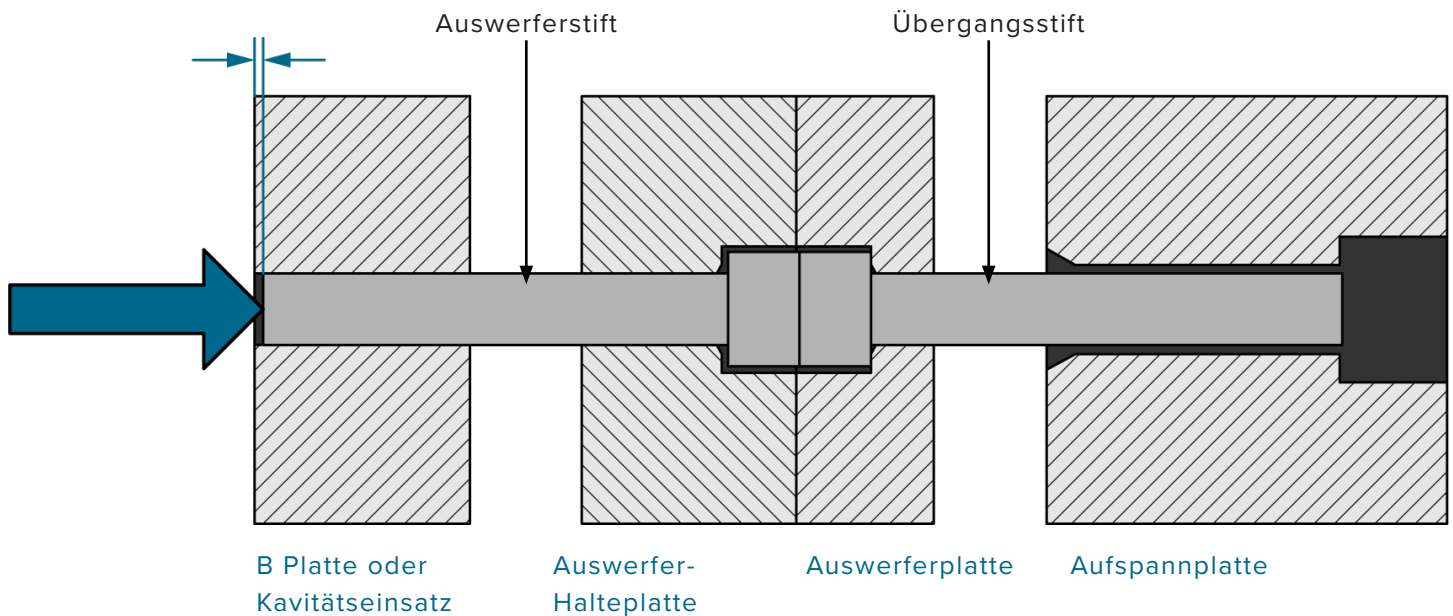 Auswerferstift
Übergangsstift
B Platte oder
Kavitätseinsatz
Auswerfer-
Halteplatte
Auswerferplatte
Aufspannplatte